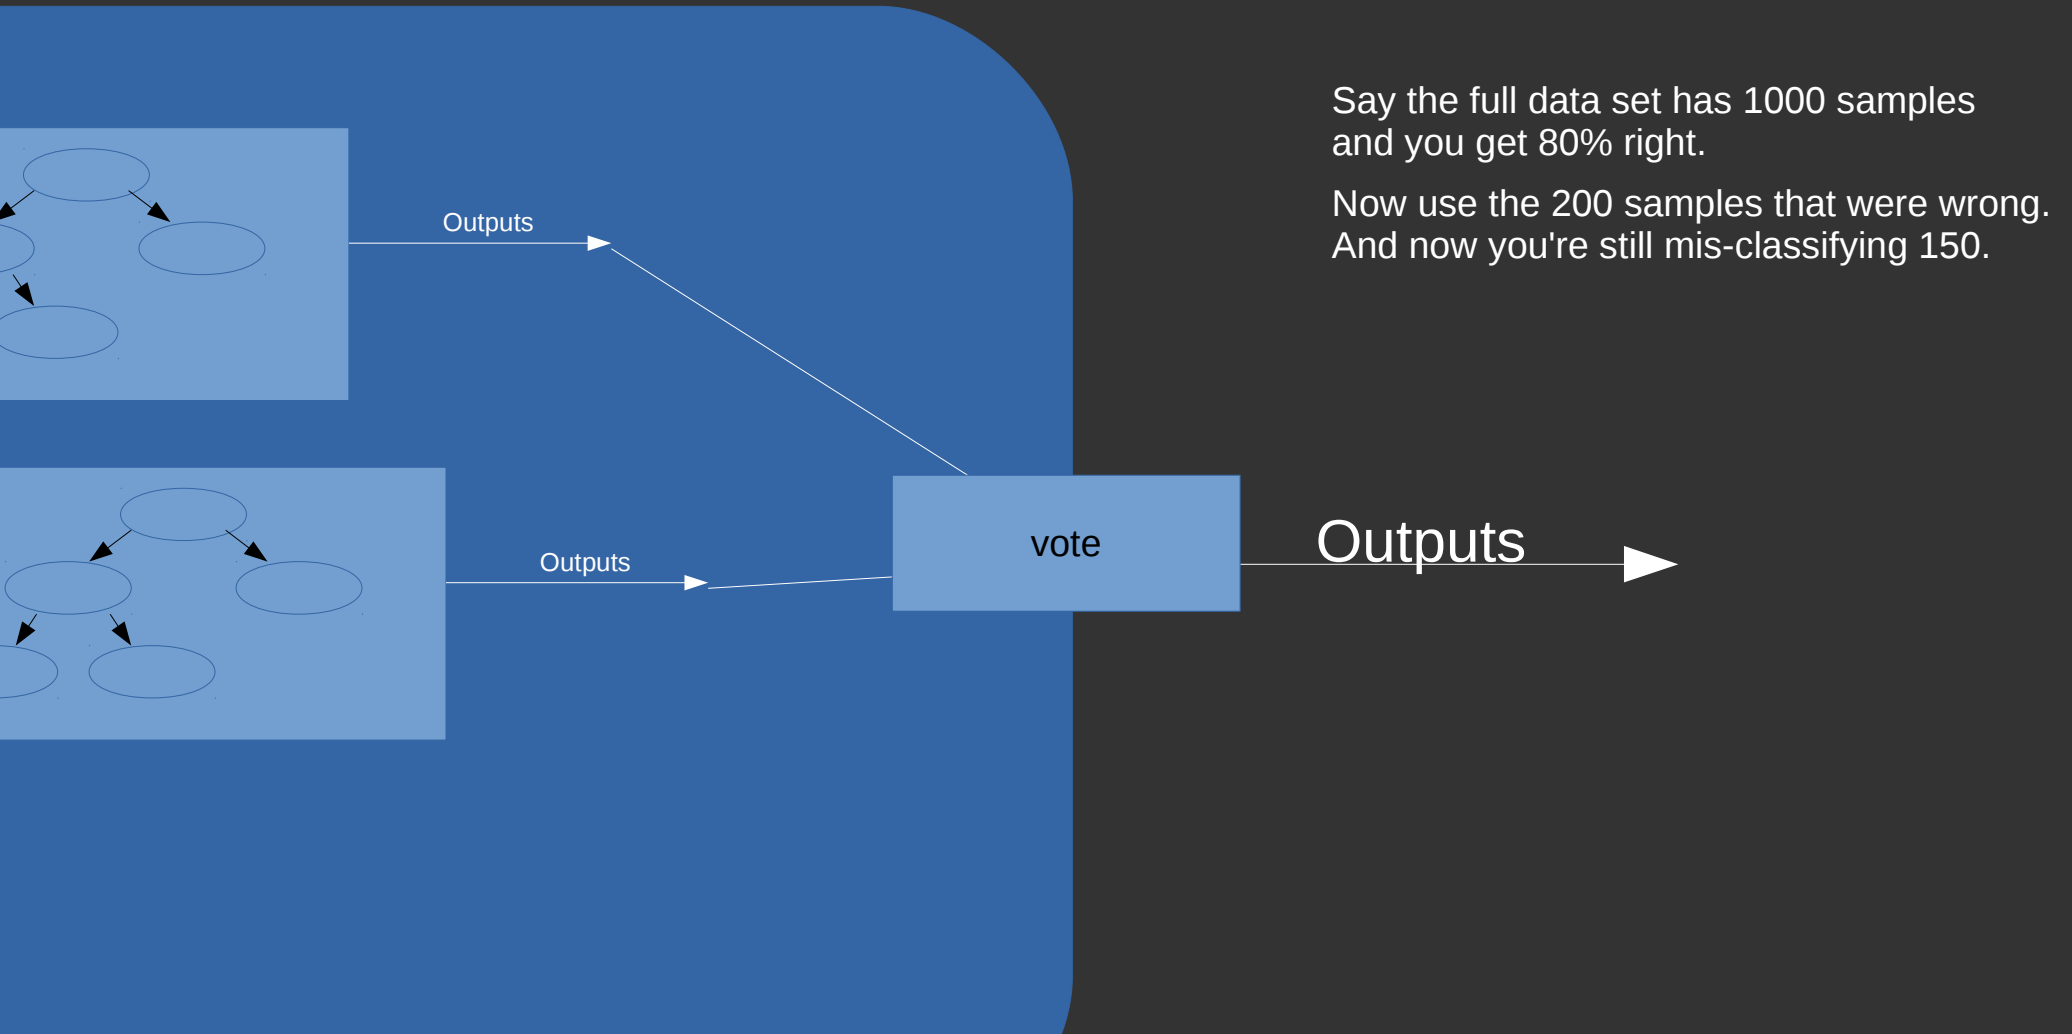 Say the full data set has 1000 samples
and you get 80% right.
Now use the 200 samples that were wrong.
And now you're still mis-classifying 150.
Outputs
Outputs
vote
Outputs